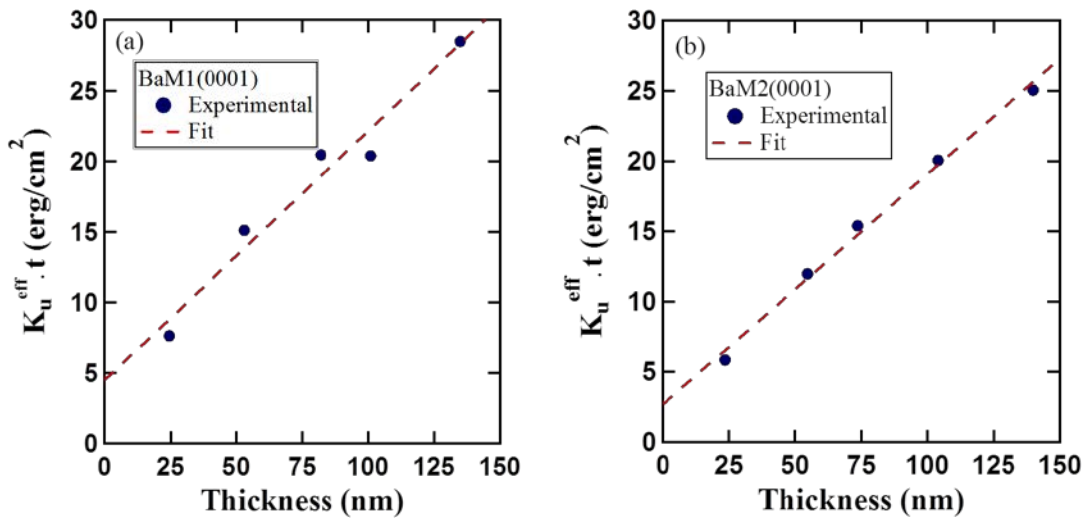 (a)
BaM1(0001)
Experimental
Fit
K_u^eff . t (erg/cm^2)
30
25
20
15
10
5
0
0 25 50 75 100 125 150
Thickness (nm)
(b)
BaM2(0001)
Experimental
Fit
K_u^eff . t (erg/cm^2)
30
25
20
15
10
5
0
0 25 50 75 100 125 150
Thickness (nm)